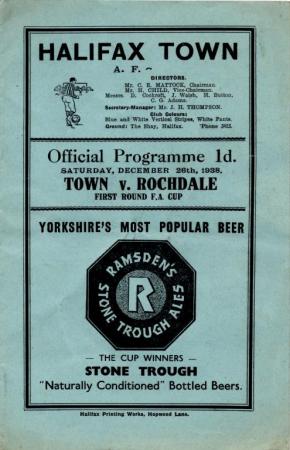 HALIFAX TOWN
A. F.
DIRECTORS.
Mr. C. E. MATTOCK, Chairman.
Mr. H. CHILD, Vice-Chairman.
Messrs. D. Cockroft, J. Walsh, H. Button,
C. G. Adams.
Secretary-Manager: Mr. J. H. THOMPSON.
Club Colours:
Blue and White Vertical Stripes, White Pants.
Ground: The Shay, Halifax.
Official Programme 1d.
SATURDAY, DECEMBER 26th, 1938,
TOWN v. ROCHDALE
FIRST ROUND F.A. CUP
YORKSHIRE'S MOST POPULAR BEER
RAMSDEN'S
R
STONE TROUGH ALES
— THE CUP WINNERS —
STONE TROUGH
"Naturally Conditioned" Bottled Beers.
Halifax Printing Works, Hopwood Lane.